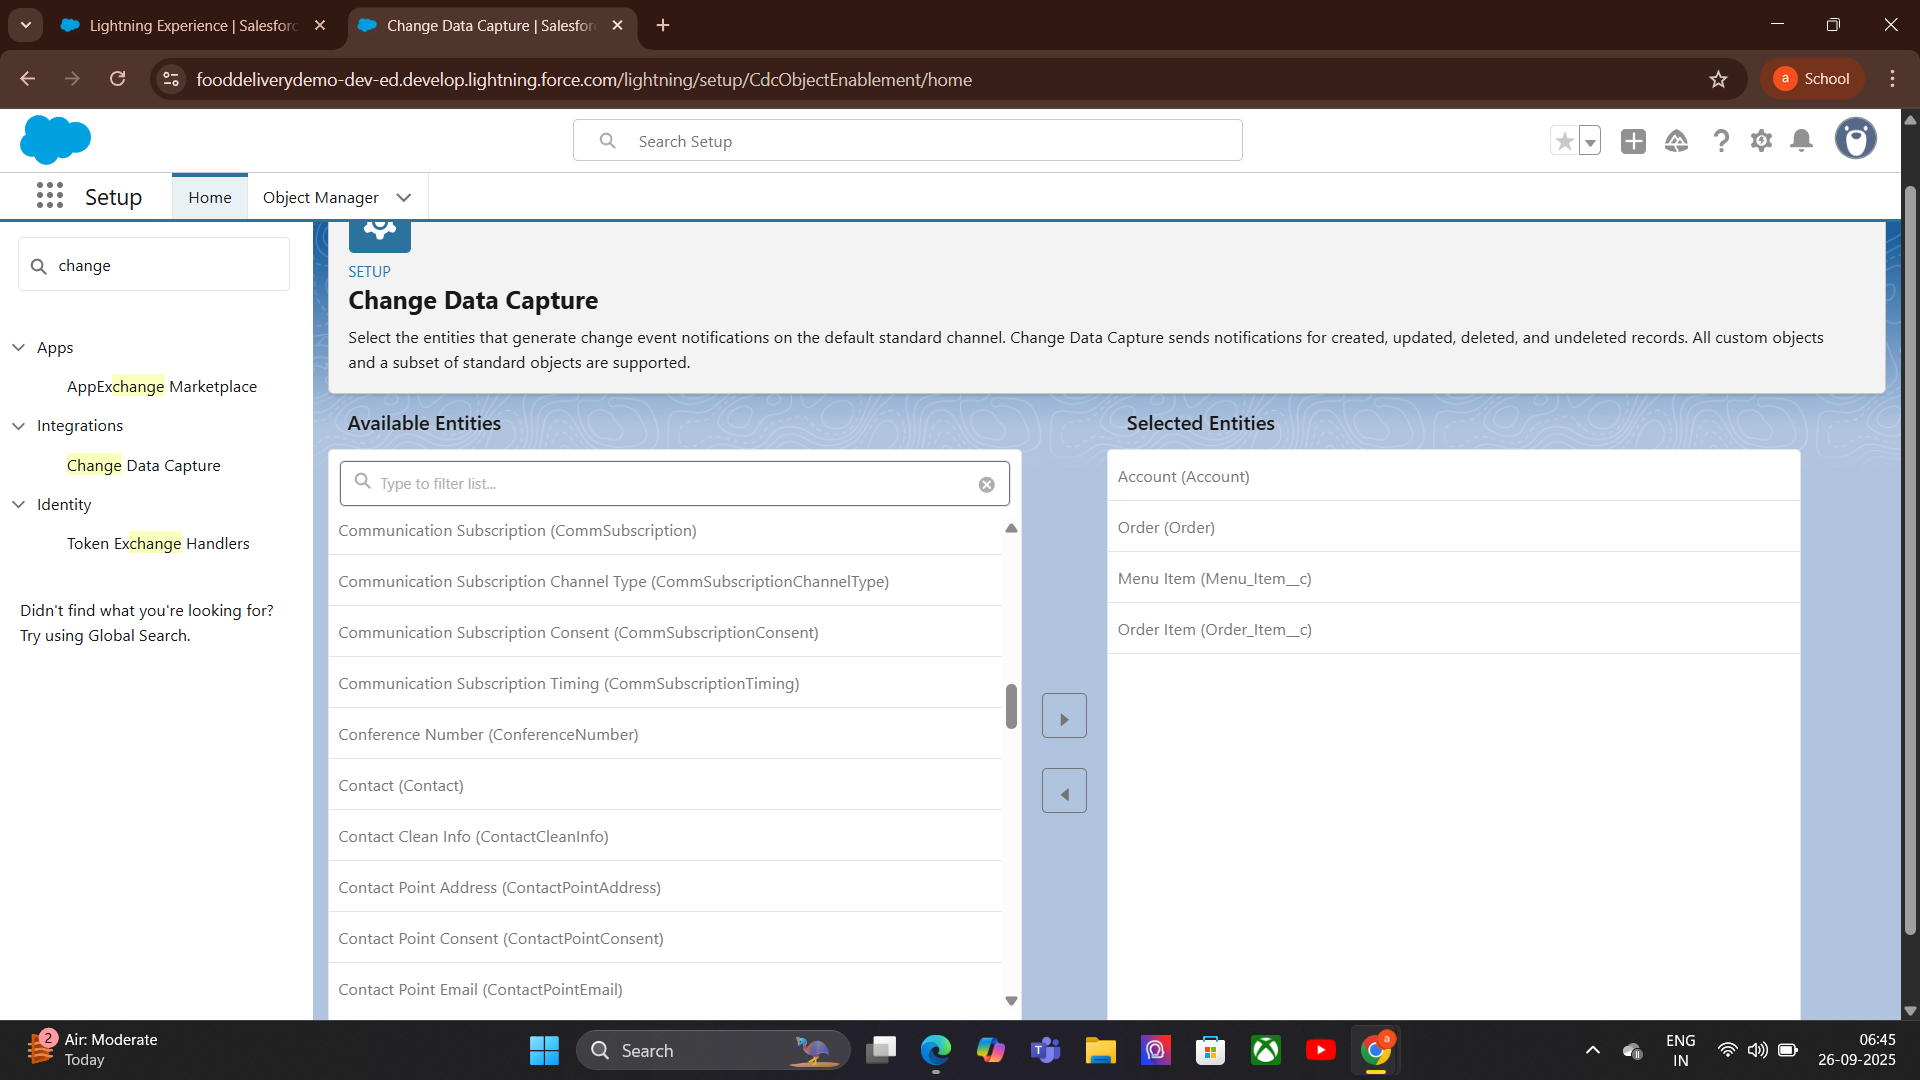 Lightning Experience | Salesforc
Change Data Capture | Salesfor
fooddeliverydemo-dev-ed.develop.lightning.force.com/lightning/setup/CdcObjectEnablement/home
a School
Search Setup
Setup
Home
Object Manager
change
Apps
AppExchange Marketplace
Integrations
Change Data Capture
Identity
Token Exchange Handlers
Didn't find what you're looking for?
Try using Global Search.
SETUP
Change Data Capture
Select the entities that generate change event notifications on the default standard channel. Change Data Capture sends notifications for created, updated, deleted, and undeleted records. All custom objects
and a subset of standard objects are supported.
Available Entities
Type to filter list...
Communication Subscription (CommSubscription)
Communication Subscription Channel Type (CommSubscriptionChannelType)
Communication Subscription Consent (CommSubscriptionConsent)
Communication Subscription Timing (CommSubscriptionTiming)
Conference Number (ConferenceNumber)
Contact (Contact)
Contact Clean Info (ContactCleanInfo)
Contact Point Address (ContactPointAddress)
Contact Point Consent (ContactPointConsent)
Contact Point Email (ContactPointEmail)
Selected Entities
Account (Account)
Order (Order)
Menu Item (Menu_Item__c)
Order Item (Order_Item__c)
2
Air: Moderate
Today
Search
a
ENG
IN
06:45
26-09-2025